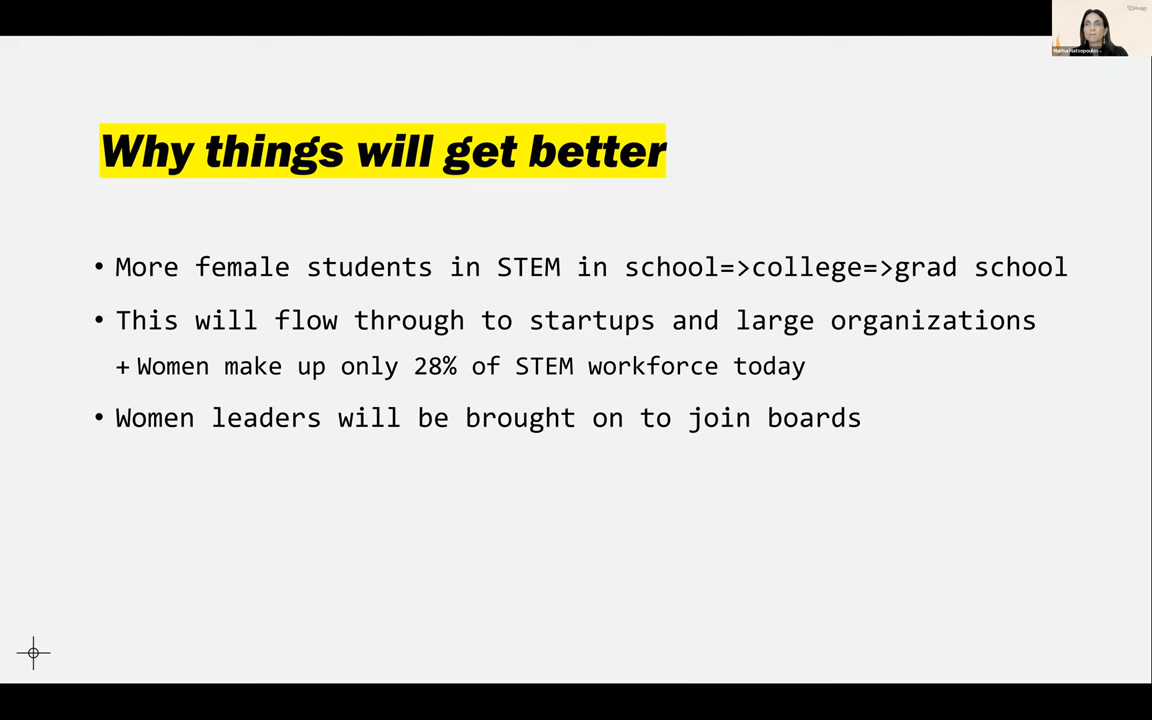 Why things will get better
• More female students in STEM in school=>college=>grad school
• This will flow through to startups and large organizations
+ Women make up only 28% of STEM workforce today
• Women leaders will be brought on to join boards
Marina Hatsopoulos